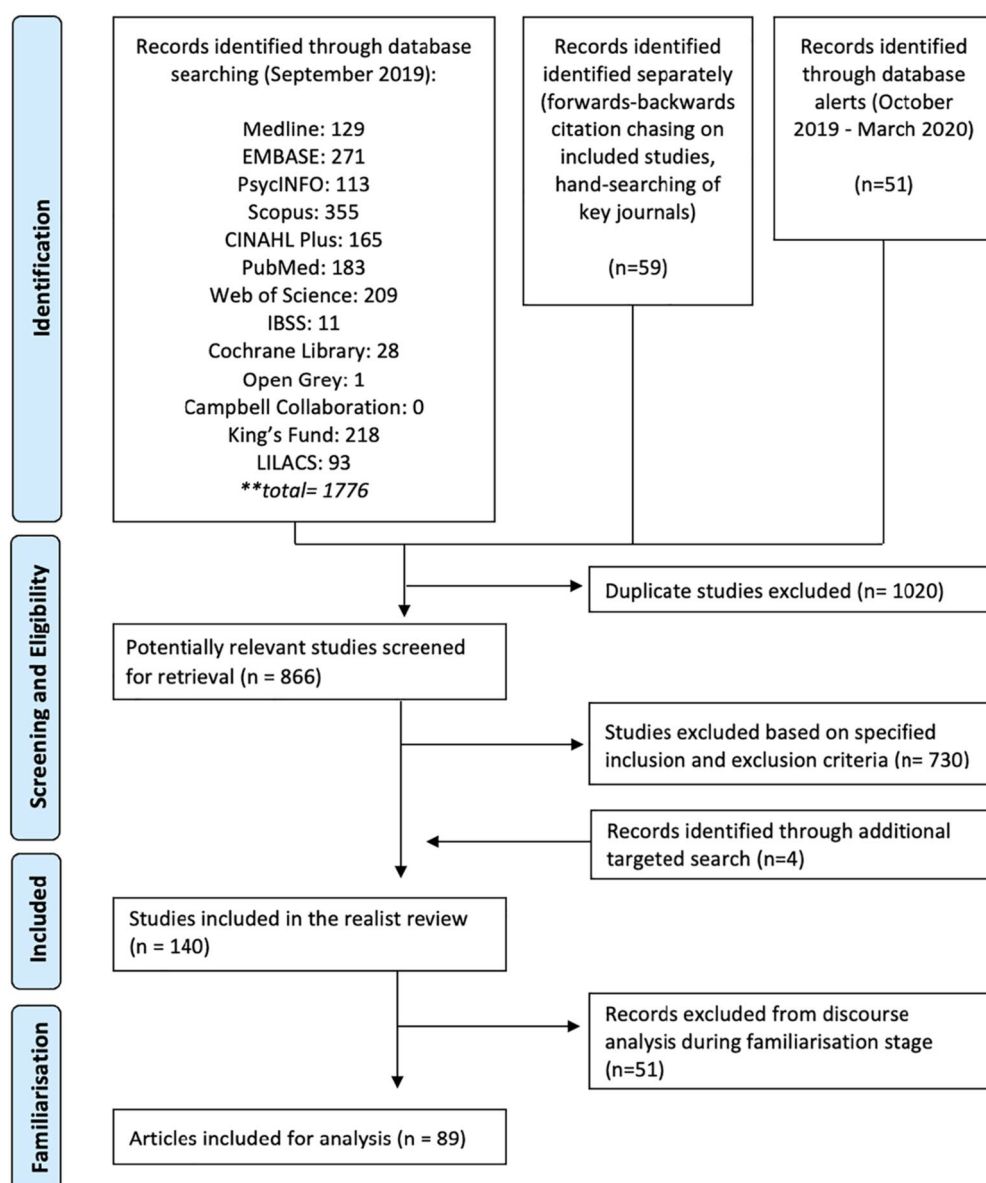 Identification
Records identified through database
searching (September 2019):
Medline: 129
EMBASE: 271
PsycINFO: 113
Scopus: 355
CINAHL Plus: 165
PubMed: 183
Web of Science: 209
IBSS: 11
Cochrane Library: 28
Open Grey: 1
Campbell Collaboration: 0
King's Fund: 218
LILACS: 93
**total= 1776
Records identified
identified separately
(forwards-backwards
citation chasing on
included studies,
hand-searching of
key journals)
(n=59)
Records identified
through database
alerts (October
2019 - March 2020)
(n=51)
Screening and Eligibility
Duplicate studies excluded (n= 1020)
Potentially relevant studies screened
for retrieval (n = 866)
Studies excluded based on specified
inclusion and exclusion criteria (n= 730)
Records identified through additional
targeted search (n=4)
Included
Studies included in the realist review
(n = 140)
Familiarisation
Records excluded from discourse
analysis during familiarisation stage
(n=51)
Articles included for analysis (n = 89)